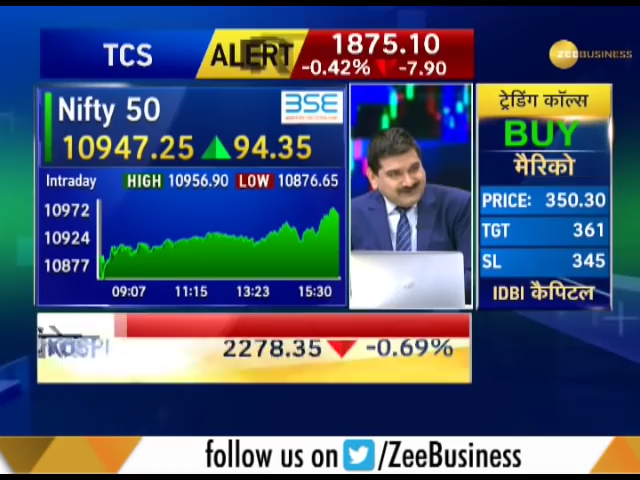 TCS
ALERT
1875.10
-0.42% -7.90
ZEEBUSINESS
Nifty 50
BSE
10947.25 94.35
Intraday HIGH 10956.90 LOW 10876.65
10972
10924
10877
09:07 11:15 13:23 15:30
ट्रेडिंग कॉल्स
BUY
मैरिको
PRICE: 350.30
TGT 361
SL 345
IDBI कैपिटल
2278.35 -0.69%
follow us on /ZeeBusiness